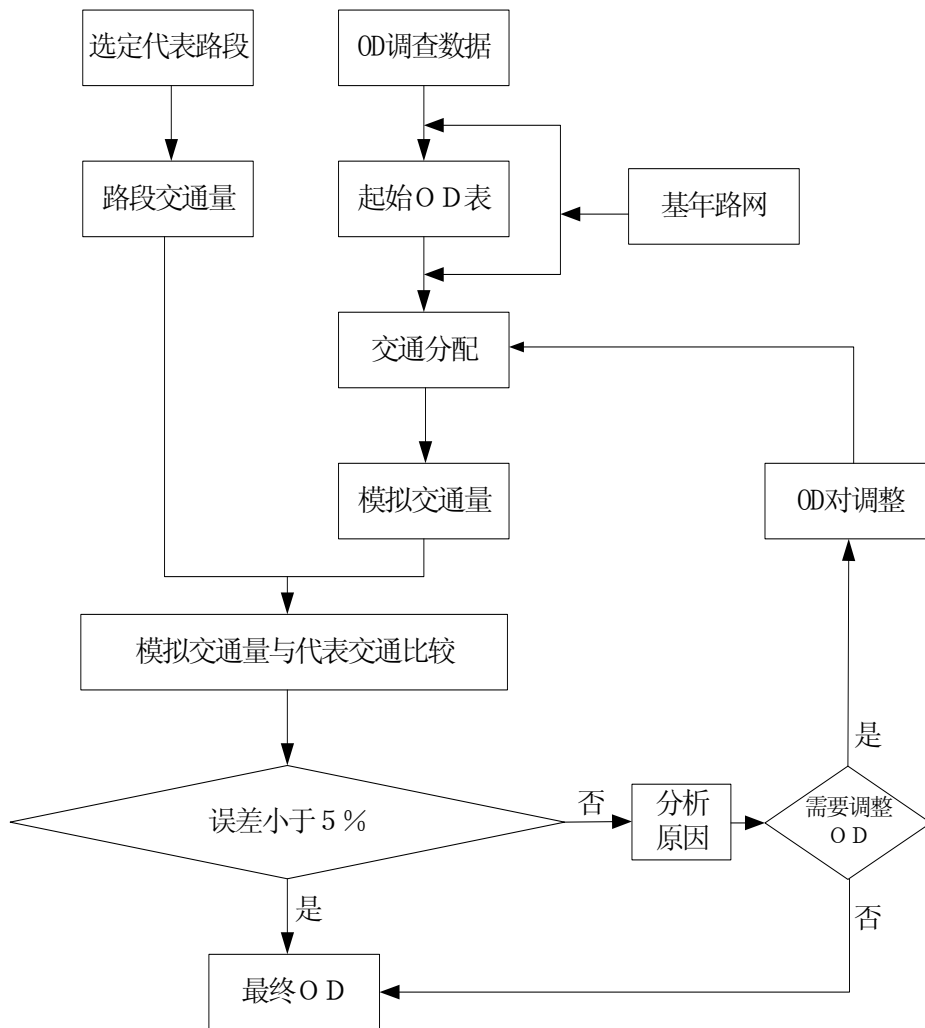 选定代表路段
OD调查数据
路段交通量
起始OD表
基年路网
交通分配
模拟交通量
OD对调整
模拟交通量与代表交通比较
是
误差小于5%
否
分析
原因
需要调整
OD
是
否
最终OD